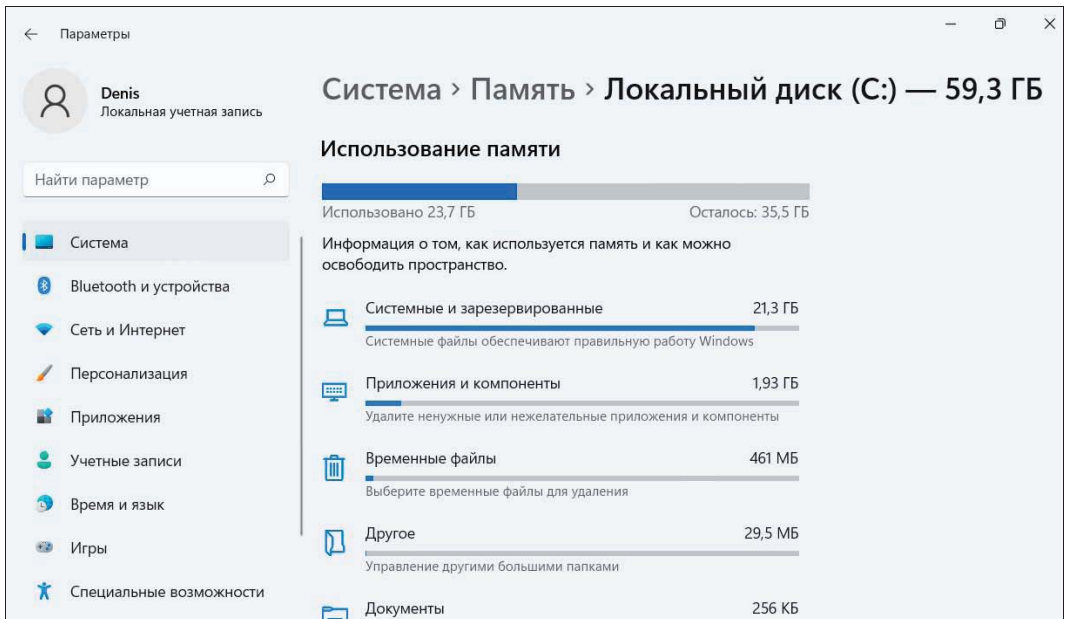 Параметры
Denis
Локальная учетная запись
Найти параметр
Система
Bluetooth и устройства
Сеть и Интернет
Персонализация
Приложения
Учетные записи
Время и язык
Игры
Специальные возможности
Система > Память > Локальный диск (C:) — 59,3 ГБ
Использование памяти
Использовано 23,7 ГБ Осталось: 35,5 ГБ
Информация о том, как используется память и как можно
освободить пространство.
Системные и зарезервированные 21,3 ГБ
Системные файлы обеспечивают правильную работу Windows
Приложения и компоненты 1,93 ГБ
Удалите ненужные или нежелательные приложения и компоненты
Временные файлы 461 МБ
Выберите временные файлы для удаления
Другое 29,5 МБ
Управление другими большими папками
Документы 256 КБ